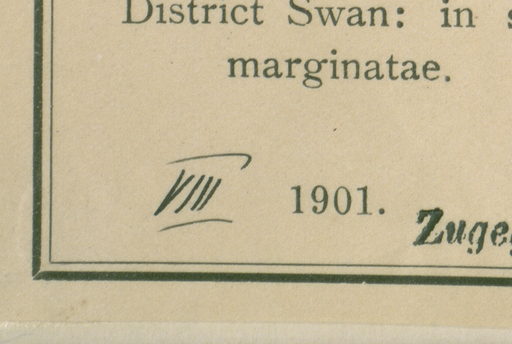 District Swan: in
marginatae.
VIII 1901.